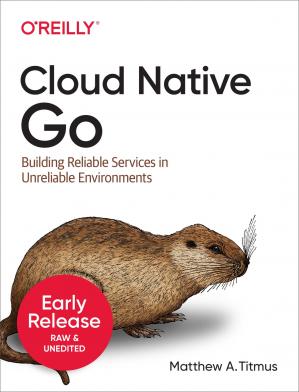 O'REILLY®
Cloud Native
Go
Building Reliable Services in
Unreliable Environments
Early
Release
RAW &
UNEDITED
Matthew A. Titmus